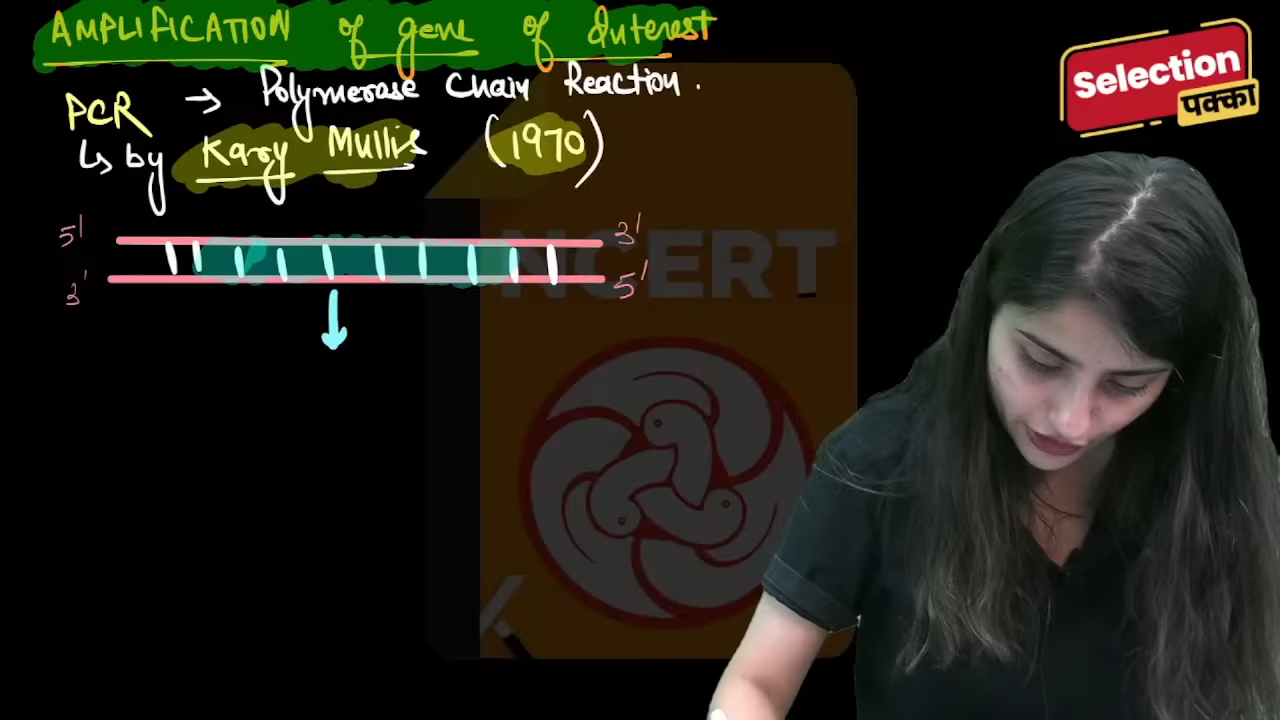 AMPLIFICATION of gene of Interest
PCR → Polymerase Chain Reaction.
↳ by Kary Mullis (1970)
5' 3'
3' 5'
NCERT
Selection
पक्का